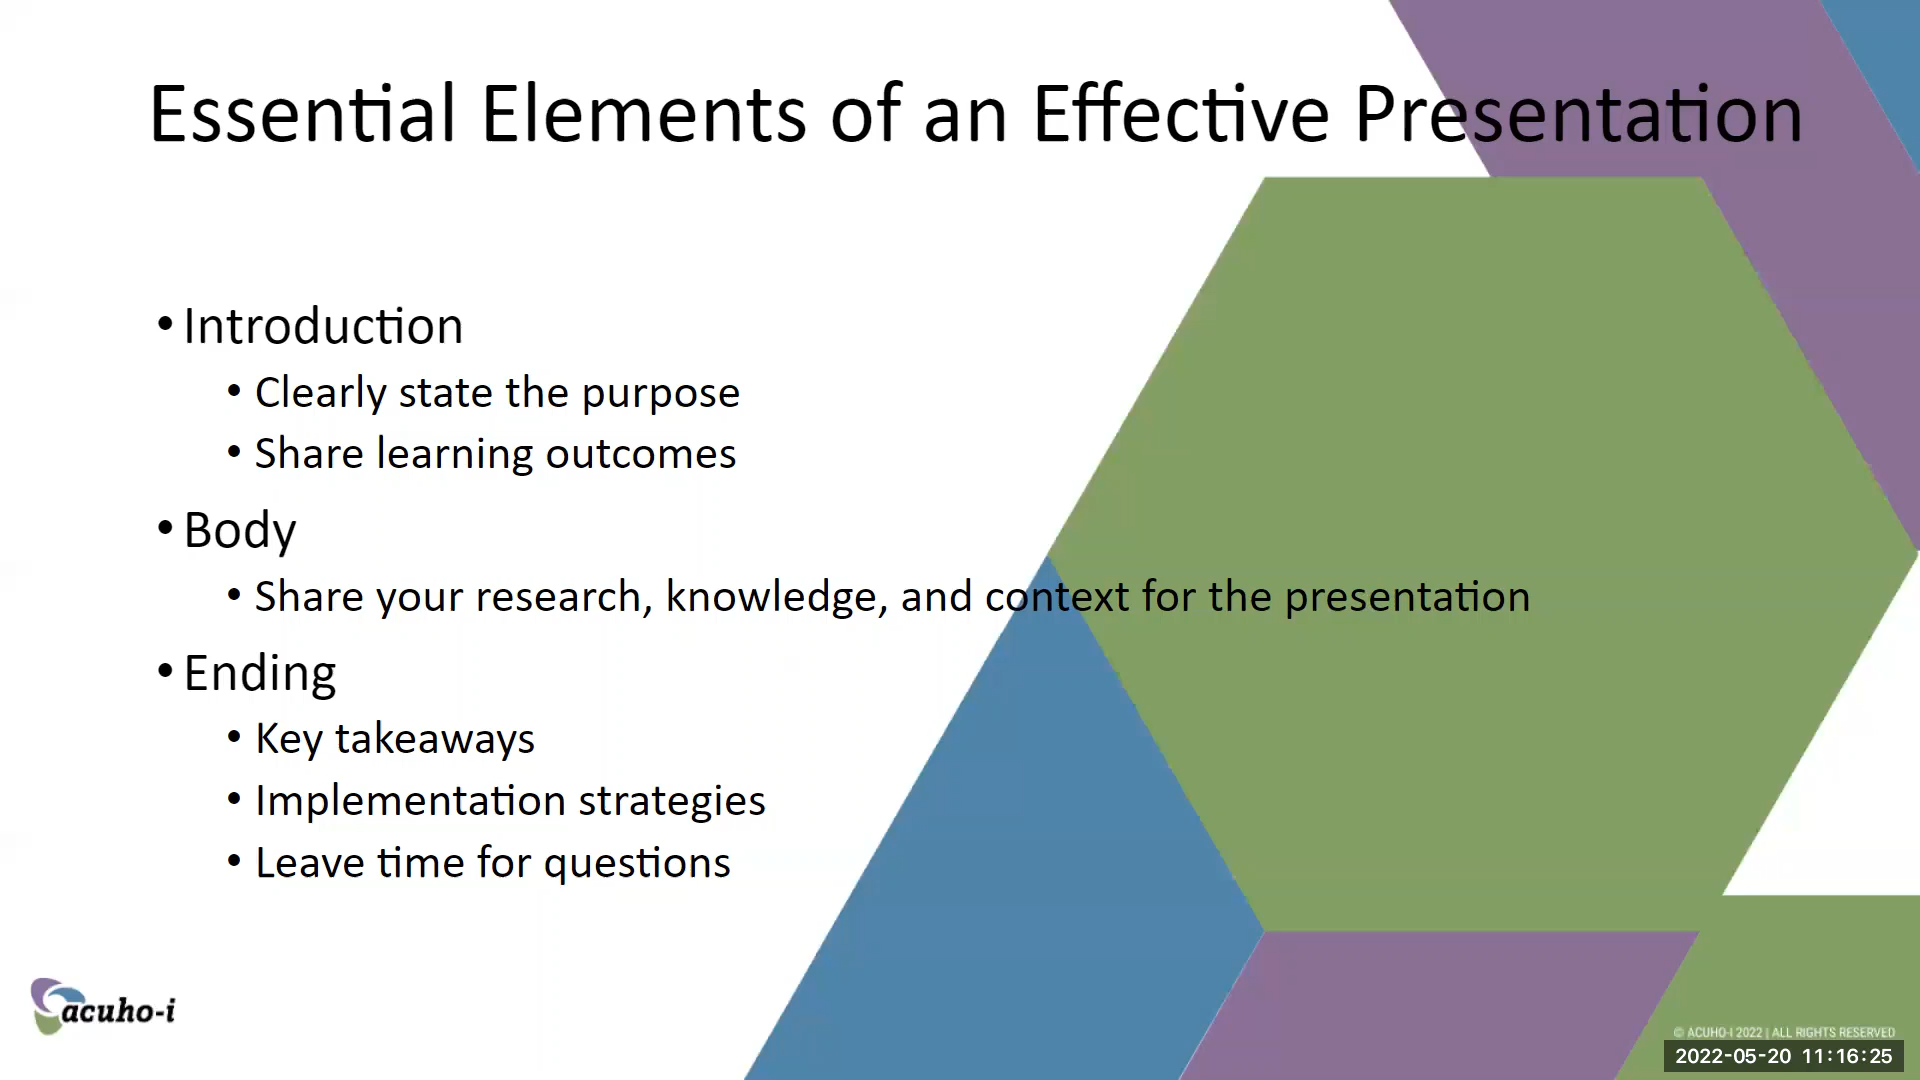 Essential Elements of an Effective Presentation
• Introduction
• Clearly state the purpose
• Share learning outcomes
• Body
• Share your research, knowledge, and context for the presentation
• Ending
• Key takeaways
• Implementation strategies
• Leave time for questions
acuho-i
© ACUHO-I 2022 | ALL RIGHTS RESERVED
2022-05-20 11:16:25